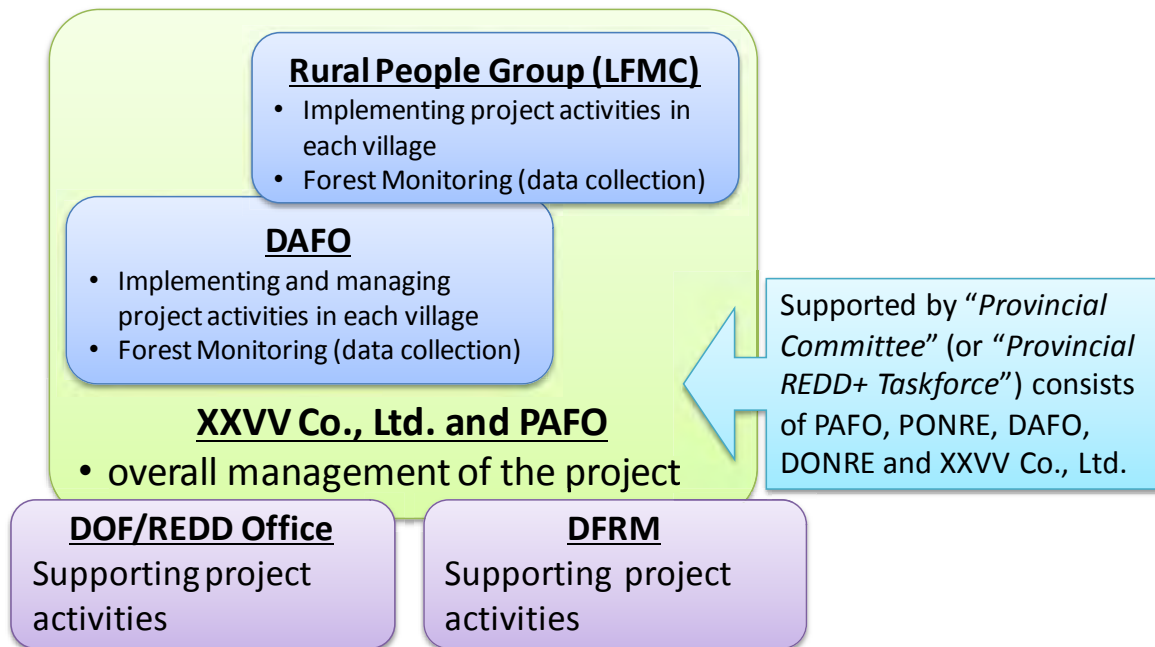 Rural People Group (LFMC)
• Implementing project activities in
each village
• Forest Monitoring (data collection)
DAFO
• Implementing and managing
project activities in each village
• Forest Monitoring (data collection)
XXVV Co., Ltd. and PAFO
• overall management of the project
Supported by “Provincial
Committee” (or “Provincial
REDD+ Taskforce”) consists
of PAFO, PONRE, DAFO,
DONRE and XXVV Co., Ltd.
DOF/REDD Office
Supporting project
activities
DFRM
Supporting project
activities